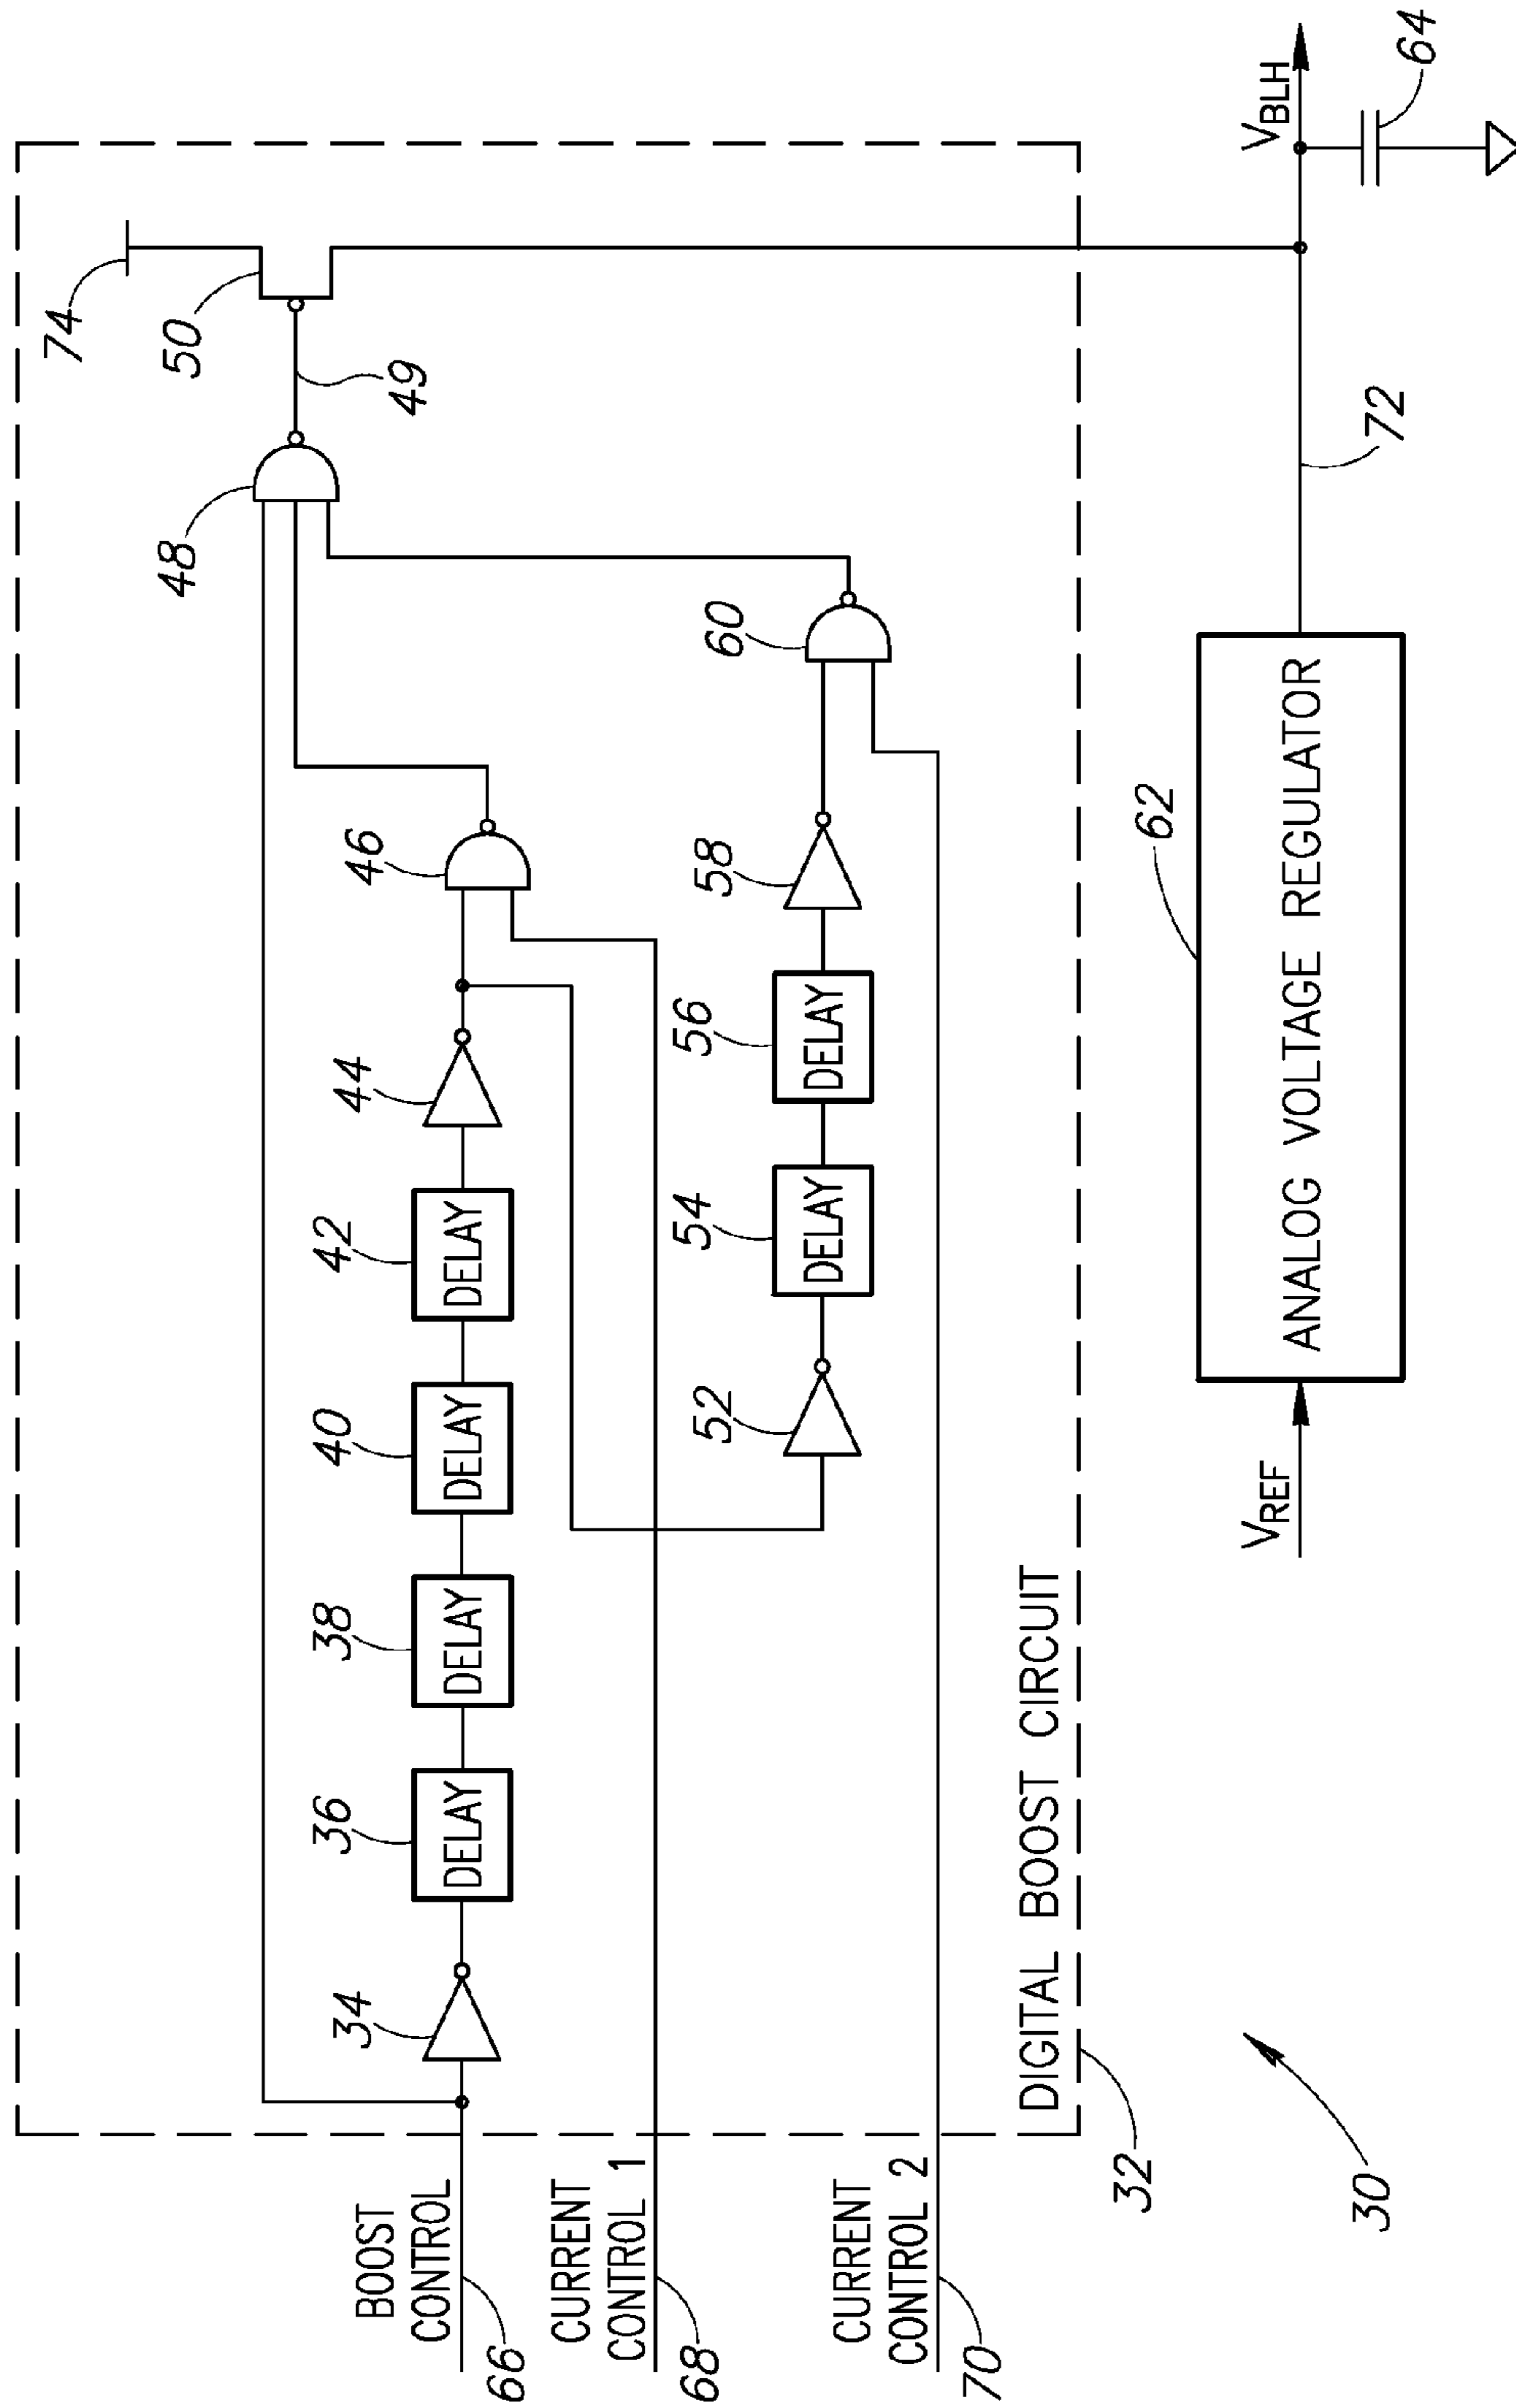 74
50
49
48
46
44
42
40
38
36
34
DELAY
DELAY
DELAY
DELAY
60
58
56
54
52
DELAY
DELAY
BOOST
CONTROL
66
CURRENT
CONTROL 1
68
CURRENT
CONTROL 2
70
DIGITAL BOOST CIRCUIT
32
30
VREF
62
ANALOG VOLTAGE REGULATOR
72
VBLH
64